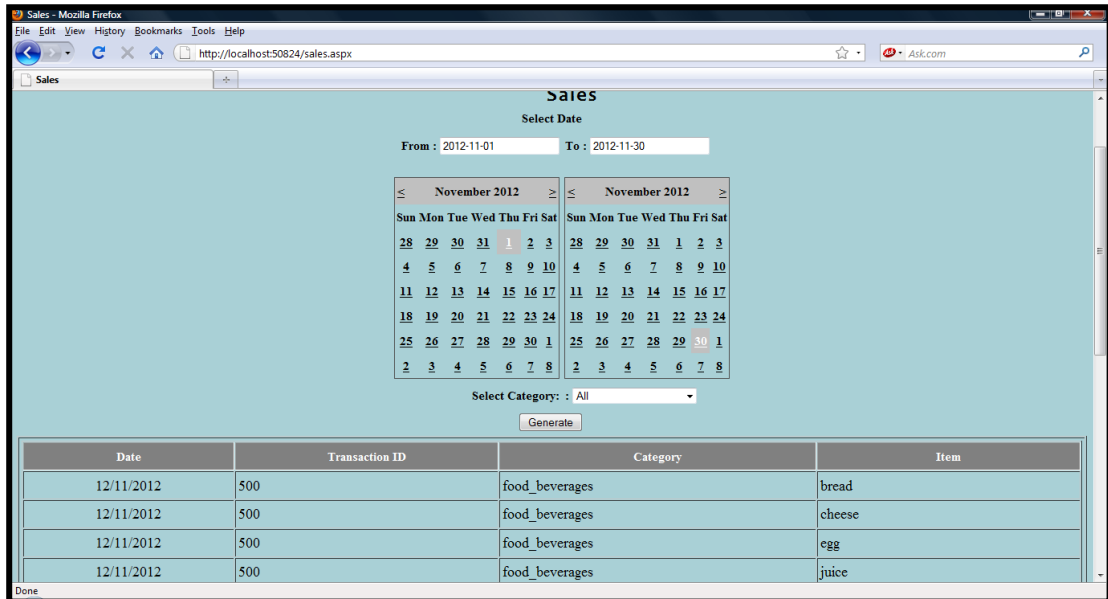 Sales - Mozilla Firefox
File Edit View History Bookmarks Tools Help
http://localhost:50824/sales.aspx
Ask.com
Sales
Sales
Select Date
From : 2012-11-01 To : 2012-11-30
< November 2012 > < November 2012 >
Sun Mon Tue Wed Thu Fri Sat Sun Mon Tue Wed Thu Fri Sat
28 29 30 31 1 2 3 28 29 30 31 1 2 3
4 5 6 7 8 9 10 4 5 6 7 8 9 10
11 12 13 14 15 16 17 11 12 13 14 15 16 17
18 19 20 21 22 23 24 18 19 20 21 22 23 24
25 26 27 28 29 30 1 25 26 27 28 29 30 1
2 3 4 5 6 7 8 2 3 4 5 6 7 8
Select Category: : All
Generate
Date Transaction ID Category Item
12/11/2012 500 food_beverages bread
12/11/2012 500 food_beverages cheese
12/11/2012 500 food_beverages egg
12/11/2012 500 food_beverages juice
Done